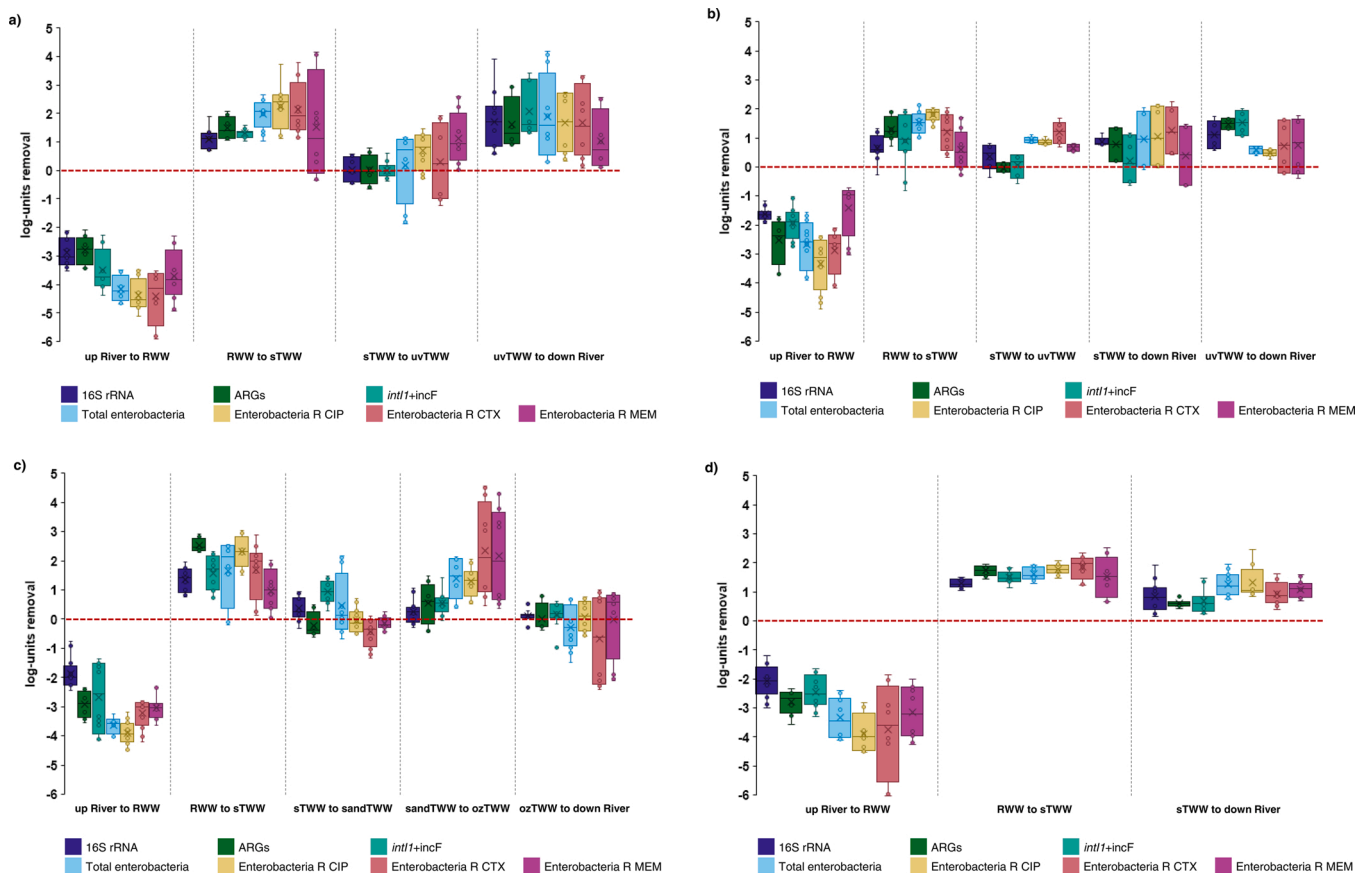 a)
log-units removal
5
4
3
2
1
0
-1
-2
-3
-4
-5
-6
up River to RWW
RWW to sTWW
sTWW to uvTWW
uvTWW to down River
16S rRNA
ARGs
intI1+incF
Total enterobacteria
Enterobacteria R CIP
Enterobacteria R CTX
Enterobacteria R MEM
b)
log-units removal
5
4
3
2
1
0
-1
-2
-3
-4
-5
-6
up River to RWW
RWW to sTWW
sTWW to uvTWW
sTWW to down River
uvTWW to down River
16S rRNA
ARGs
intI1+incF
Total enterobacteria
Enterobacteria R CIP
Enterobacteria R CTX
Enterobacteria R MEM
c)
log-units removal
5
4
3
2
1
0
-1
-2
-3
-4
-5
-6
up River to RWW
RWW to sTWW
sTWW to sandTWW
sandTWW to ozTWW
ozTWW to down River
16S rRNA
ARGs
intI1+incF
Total enterobacteria
Enterobacteria R CIP
Enterobacteria R CTX
Enterobacteria R MEM
d)
log-units removal
5
4
3
2
1
0
-1
-2
-3
-4
-5
-6
up River to RWW
RWW to sTWW
sTWW to down River
16S rRNA
ARGs
intI1+incF
Total enterobacteria
Enterobacteria R CIP
Enterobacteria R CTX
Enterobacteria R MEM